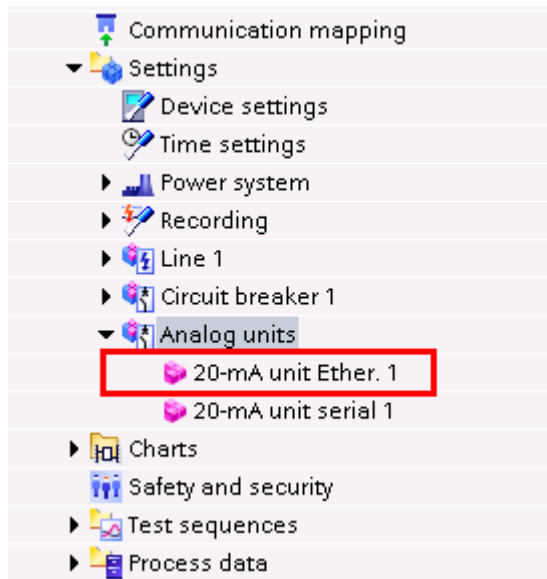 Communication mapping
Settings
Device settings
Time settings
Power system
Recording
Line 1
Circuit breaker 1
Analog units
20-mA unit Ether. 1
20-mA unit serial 1
Charts
Safety and security
Test sequences
Process data